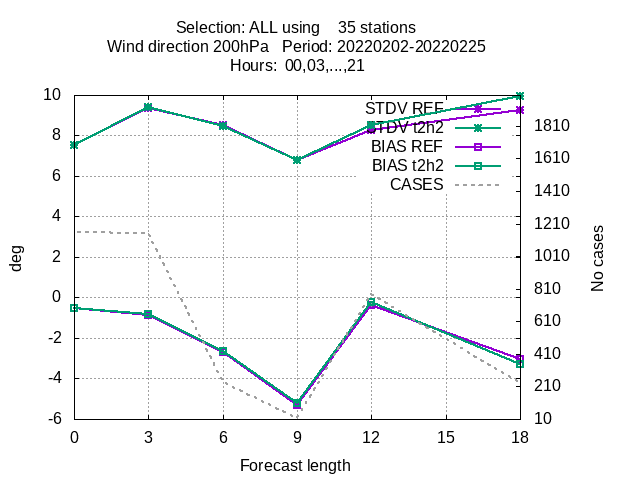 Selection: ALL using    35 stations
Wind direction 200hPa   Period: 20220202-20220225
Hours: 00,03,...,21
STDV REF
STDV t2h2
BIAS REF
BIAS t2h2
CASES
10
8
6
4
2
0
-2
-4
-6
deg
1810
1610
1410
1210
1010
810
610
410
210
10
No cases
0 3 6 9 12 15 18
Forecast length